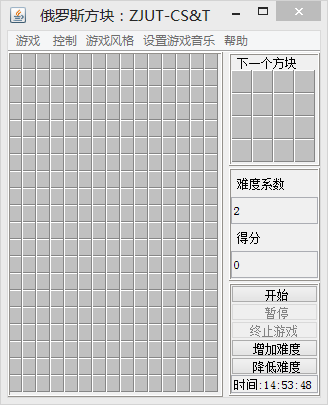 俄罗斯方块：ZJUT-CS&T
游戏 控制 游戏风格 设置游戏音乐 帮助
下一个方块
难度系数
2
得分
0
开始
暂停
终止游戏
增加难度
降低难度
时间:14:53:48